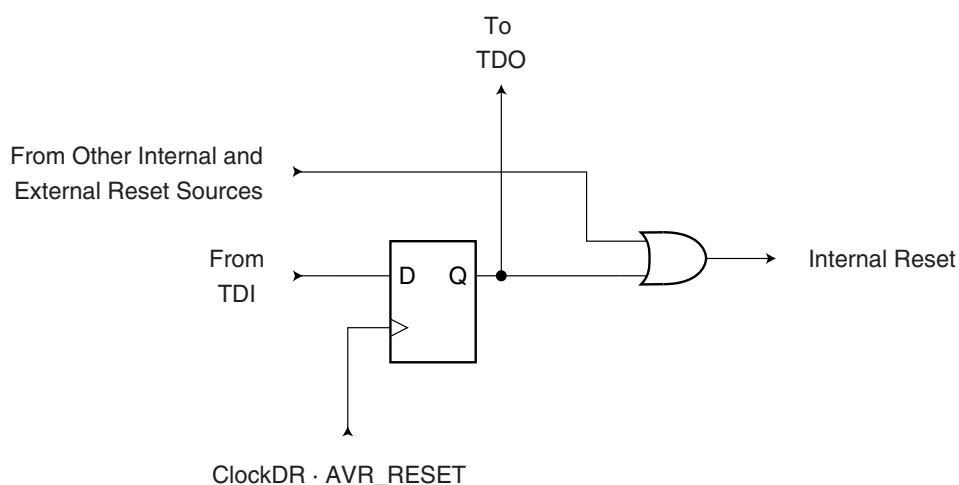 To
TDO
From Other Internal and
External Reset Sources
From
TDI
D
Q
Internal Reset
ClockDR · AVR_RESET